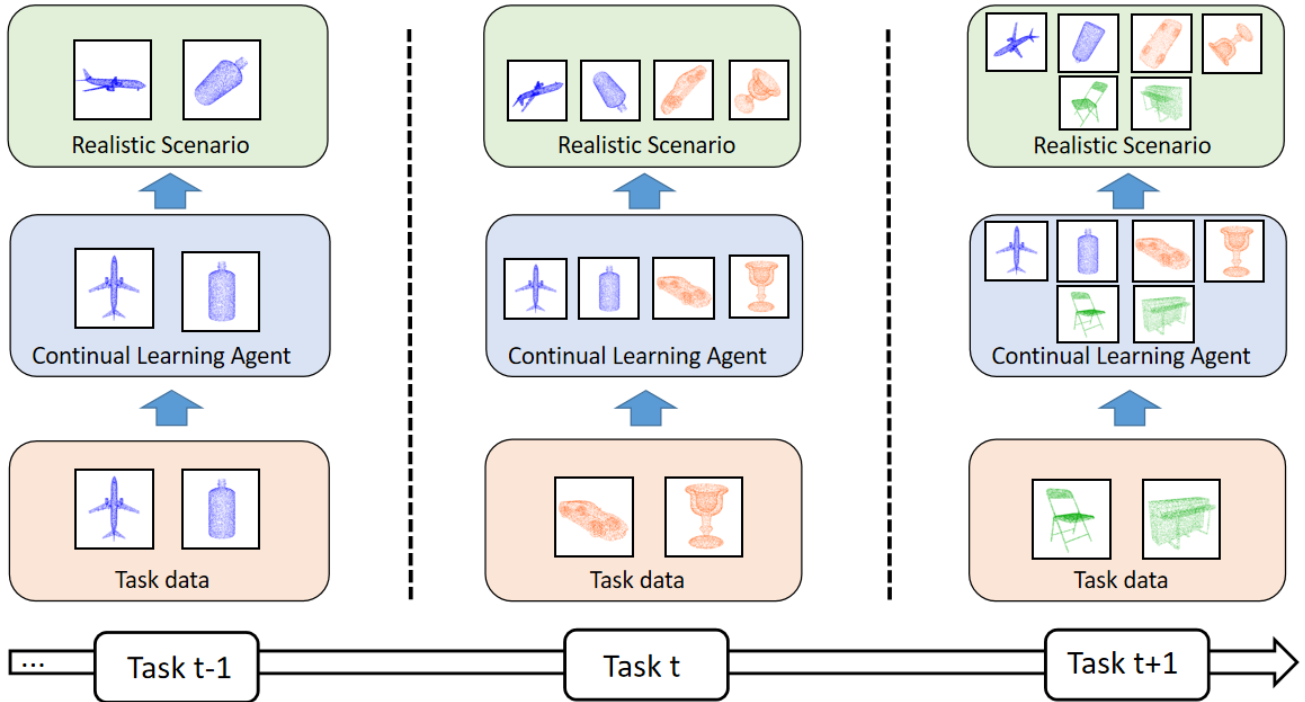 Realistic Scenario
Realistic Scenario
Realistic Scenario
Continual Learning Agent
Continual Learning Agent
Continual Learning Agent
Task data
Task data
Task data
...
Task t-1
Task t
Task t+1